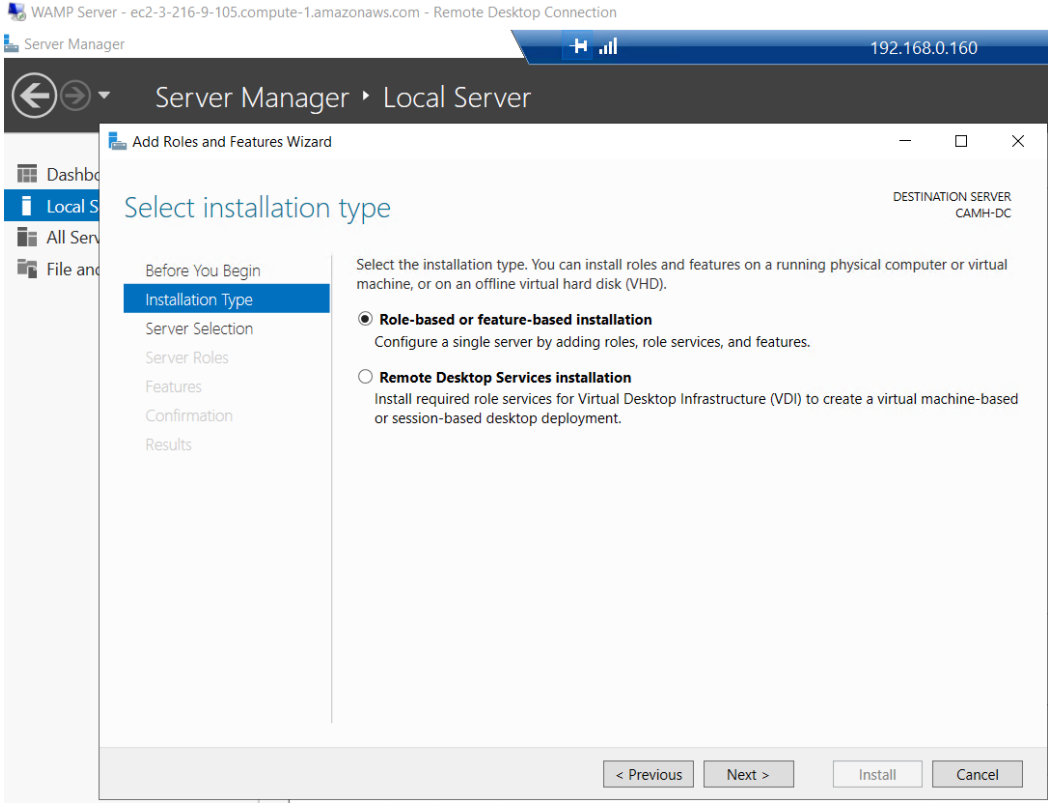 WAMP Server - ec2-3-216-9-105.compute-1.amazonaws.com - Remote Desktop Connection
Server Manager
192.168.0.160
Server Manager • Local Server
Add Roles and Features Wizard
Dashbo
Local S
All Serv
File and
Select installation type
DESTINATION SERVER
CAMH-DC
Before You Begin
Installation Type
Server Selection
Server Roles
Features
Confirmation
Results
Select the installation type. You can install roles and features on a running physical computer or virtual
machine, or on an offline virtual hard disk (VHD).
Role-based or feature-based installation
Configure a single server by adding roles, role services, and features.
Remote Desktop Services installation
Install required role services for Virtual Desktop Infrastructure (VDI) to create a virtual machine-based
or session-based desktop deployment.
< Previous
Next >
Install
Cancel